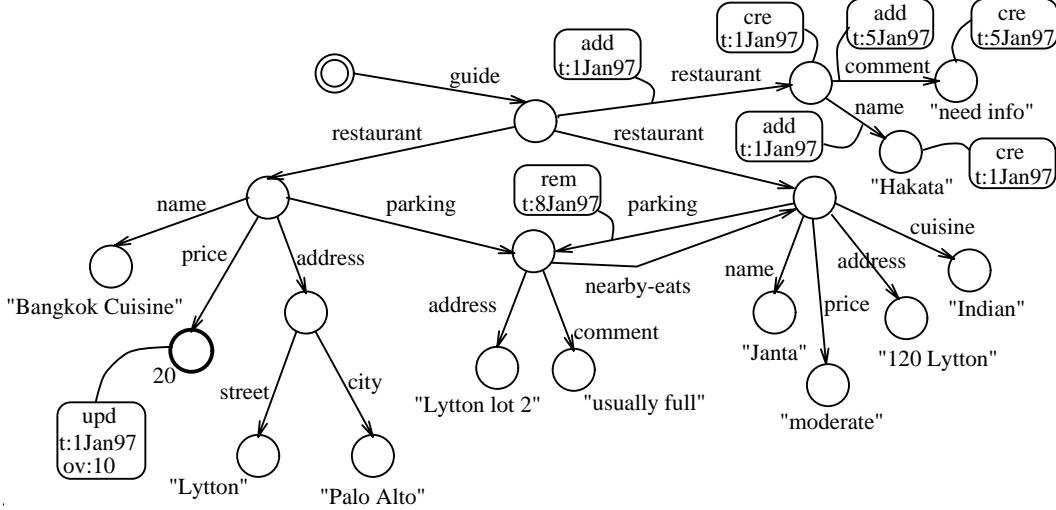 cre
t:1Jan97
add
t:5Jan97
cre
t:5Jan97
add
t:1Jan97
guide
restaurant
comment
"need info"
name
restaurant
restaurant
add
t:1Jan97
"Hakata"
cre
t:1Jan97
rem
t:8Jan97
name
parking
parking
cuisine
price
address
"Bangkok Cuisine"
nearby-eats
name
address
"Indian"
address
comment
price
20
"Janta"
"120 Lytton"
street
city
"Lytton lot 2"
"usually full"
"moderate"
upd
t:1Jan97
ov:10
"Lytton"
"Palo Alto"